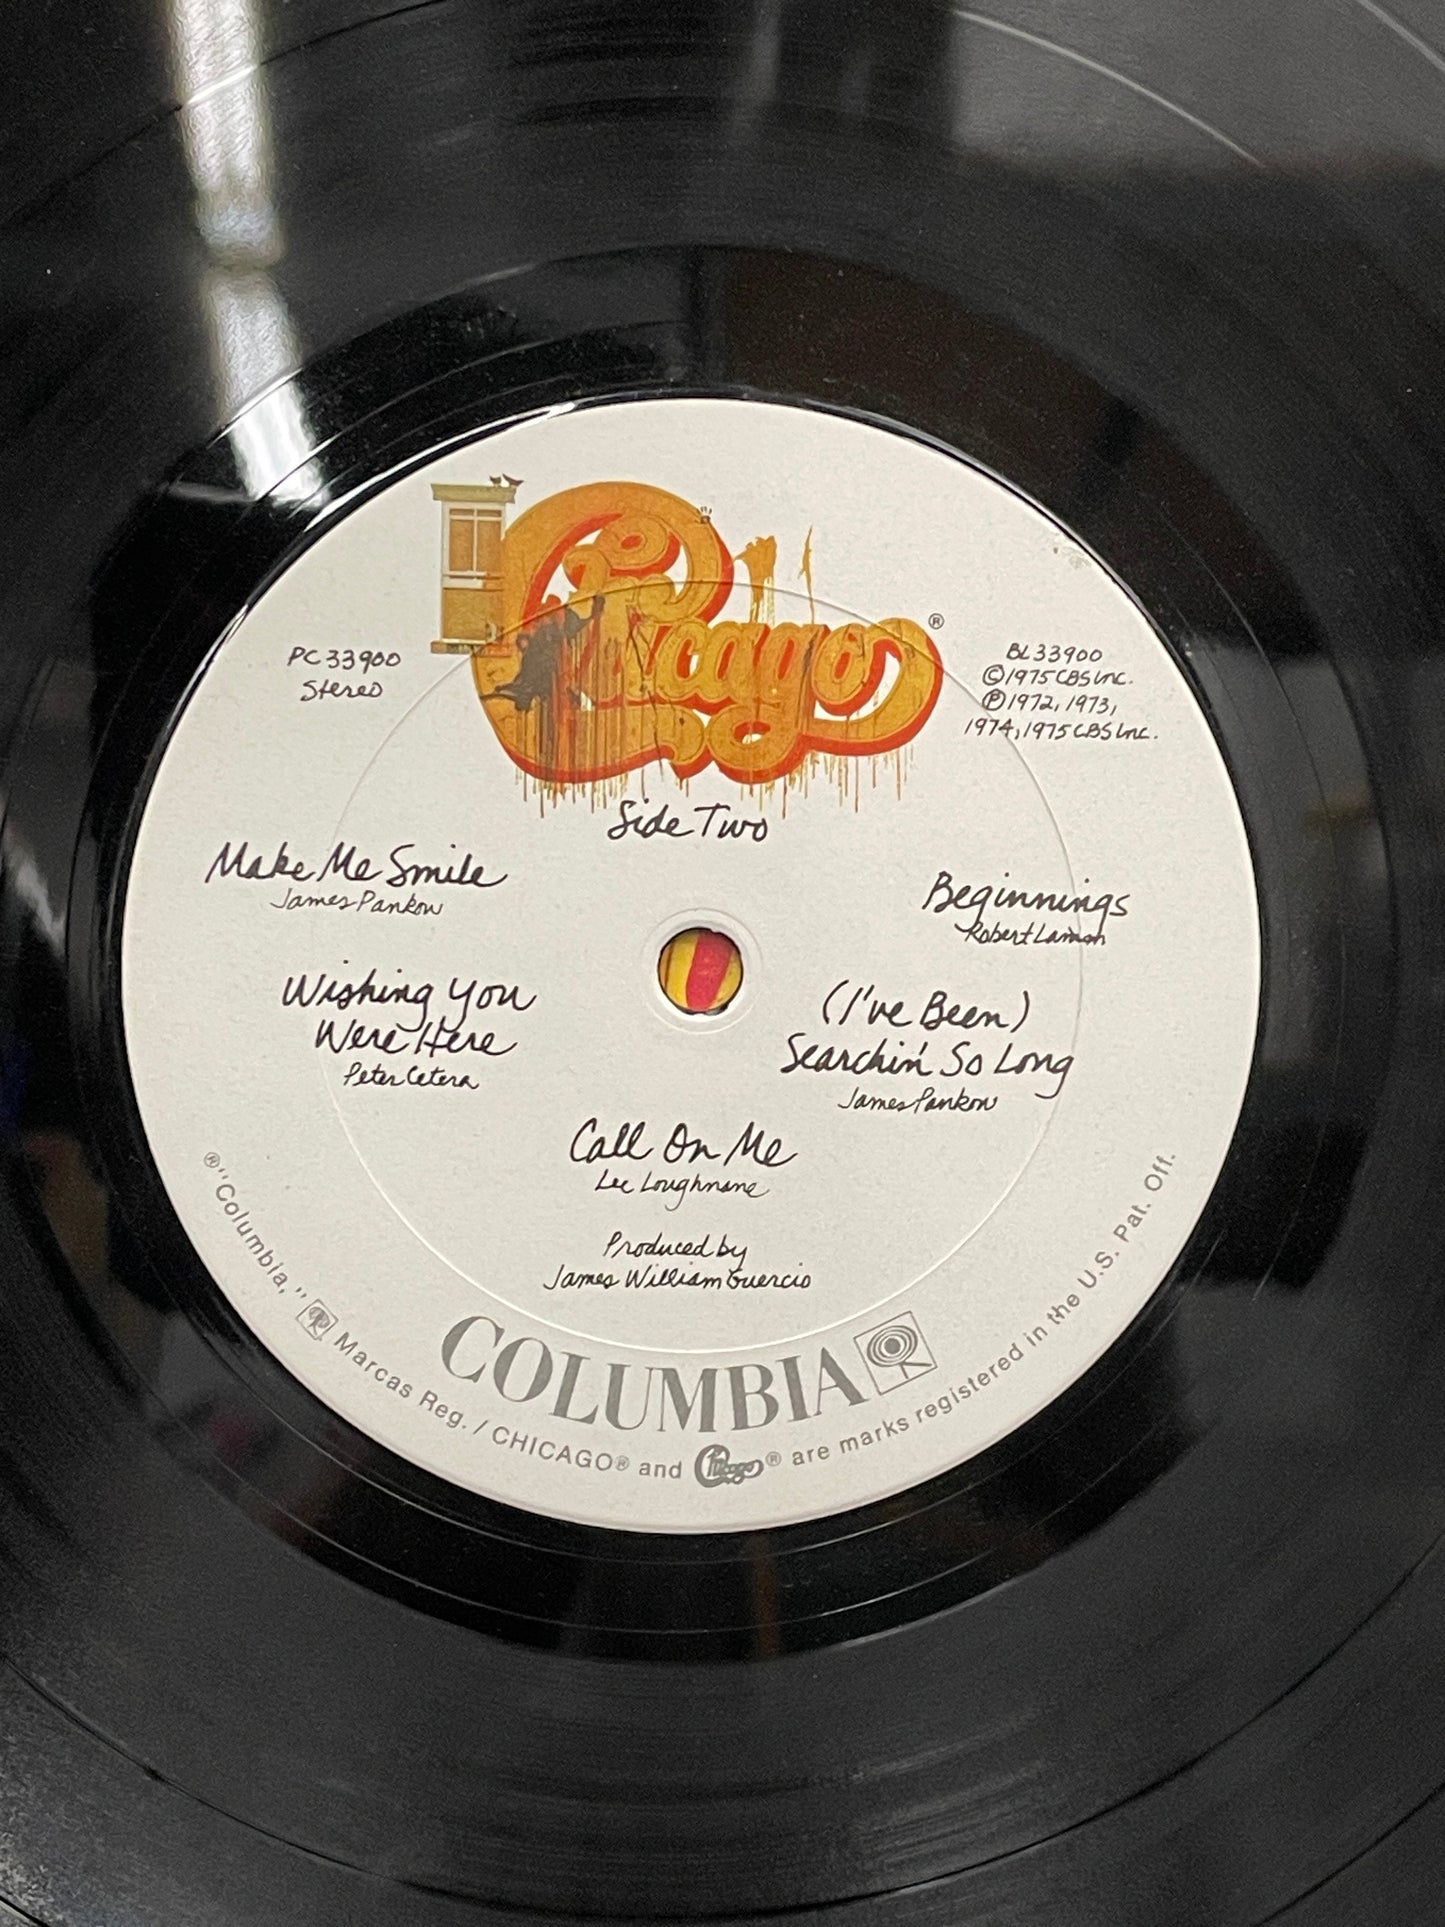 Chicago®
PC 33900
Stereo
BL 33900
©1975 CBS Inc.
℗1972, 1973,
1974, 1975 CBS Inc.
Side Two
Make Me Smile
James Pankow
Wishing You
Were Here
Peter Cetera
Call On Me
Lee Loughnane
Beginnings
Robert Lamm
(I've Been)
Searchin' So Long
James Pankow
Produced by
James William Guercio
COLUMBIA
®"Columbia," Marcas Reg. / CHICAGO® and Chicago® are marks registered in the U.S. Pat. Off.